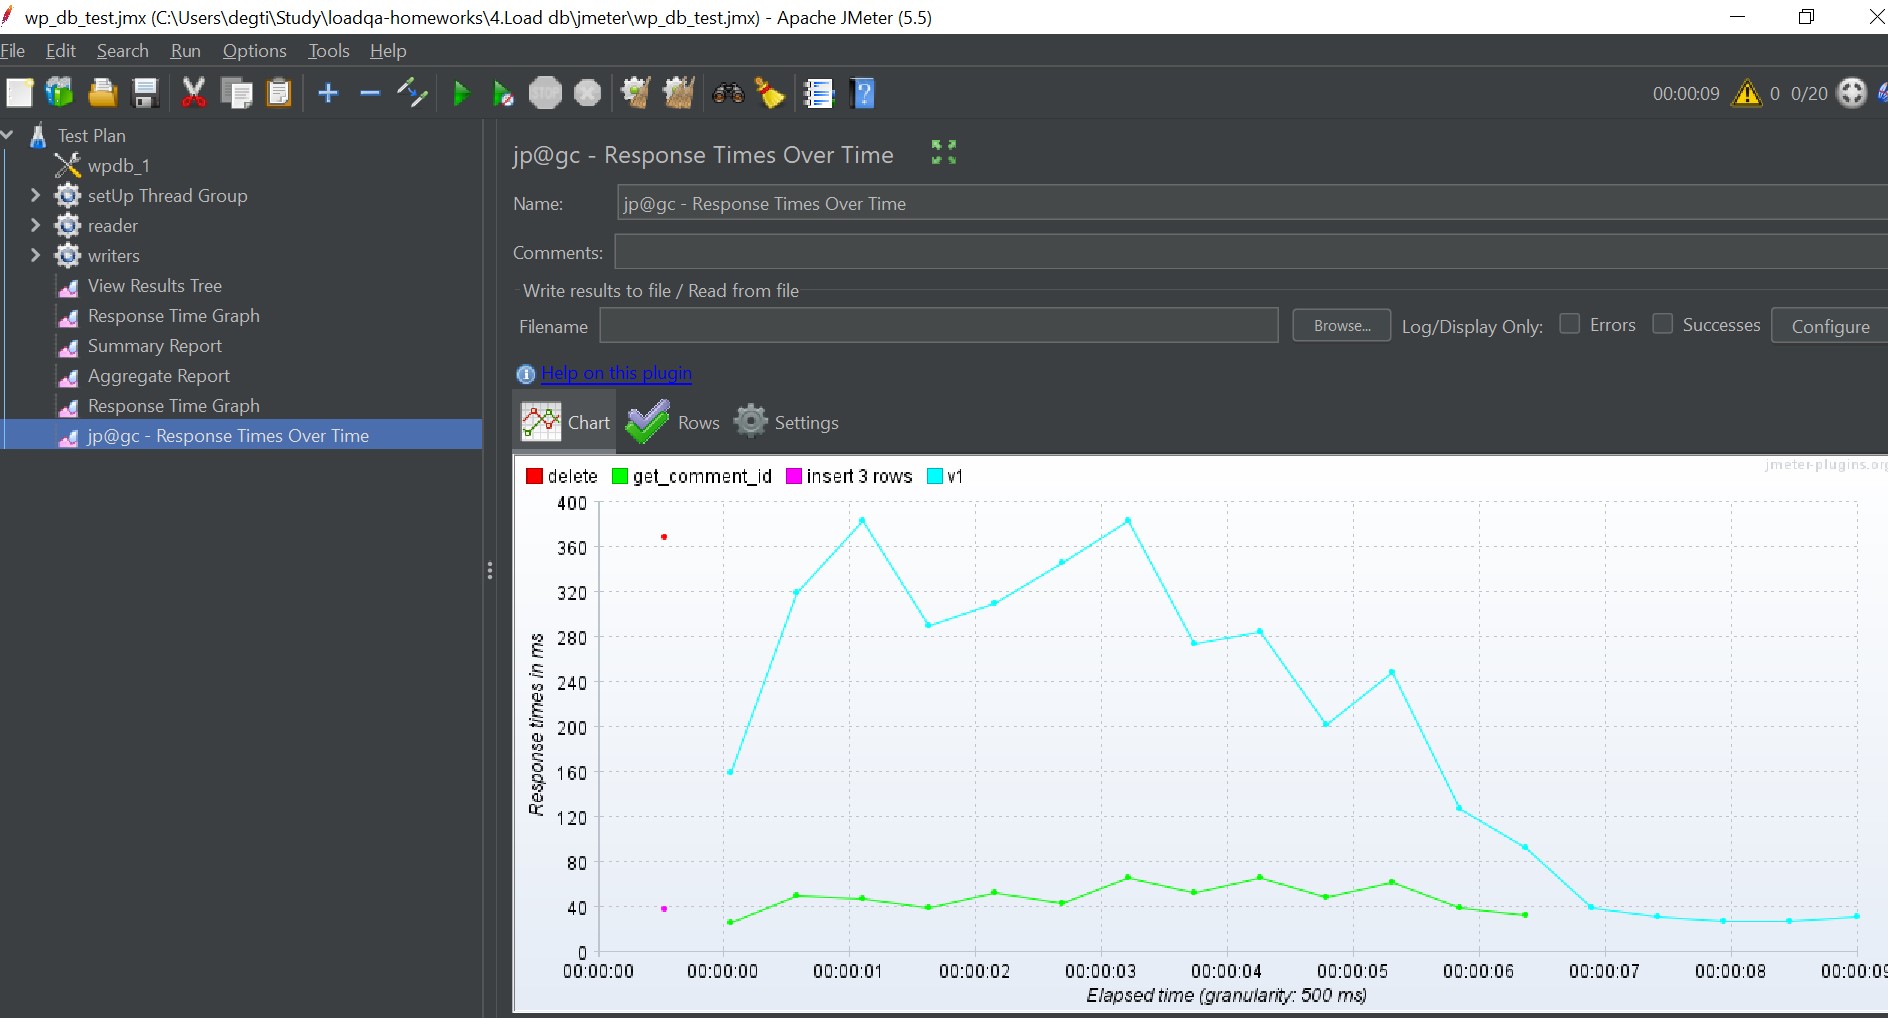 wp_db_test.jmx (C:\Users\degti\Study\loadqa-homeworks\4.Load db\jmeter\wp_db_test.jmx) - Apache JMeter (5.5)
File Edit Search Run Options Tools Help
STOP
00:00:09 0 0/20
Test Plan
wpdb_1
setUp Thread Group
reader
writers
View Results Tree
Response Time Graph
Summary Report
Aggregate Report
Response Time Graph
jp@gc - Response Times Over Time
jp@gc - Response Times Over Time
Name: jp@gc - Response Times Over Time
Comments:
Write results to file / Read from file
Filename Browse... Log/Display Only: Errors Successes Configure
Help on this plugin
Chart Rows Settings
jmeter-plugins.org
delete get_comment_id insert 3 rows v1
400
360
320
280
240
200
160
120
80
40
0
Response times in ms
00:00:00 00:00:00 00:00:01 00:00:02 00:00:03 00:00:04 00:00:05 00:00:06 00:00:07 00:00:08 00:00:09
Elapsed time (granularity: 500 ms)